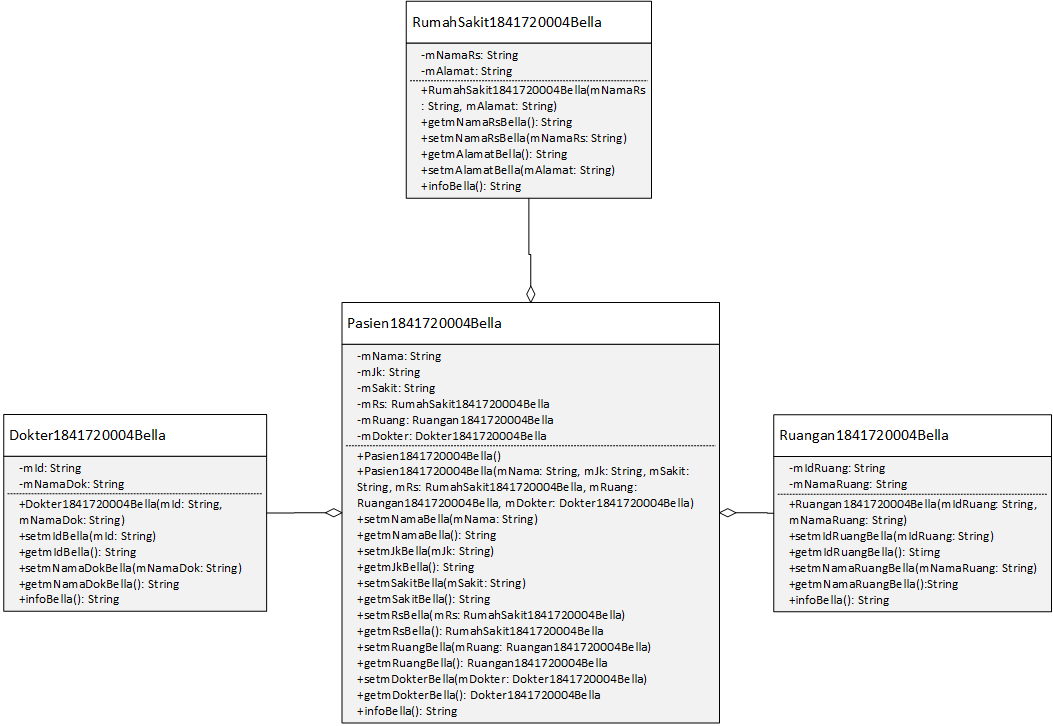 RumahSakit1841720004Bella
-mNamaRs: String
-mAlamat: String
+RumahSakit1841720004Bella(mNamaRs
: String, mAlamat: String)
+getmNamaRsBella(): String
+setmNamaRsBella(mNamaRs: String)
+getmAlamatBella(): String
+setmAlamatBella(mAlamat: String)
+infoBella(): String
Pasien1841720004Bella
-mNama: String
-mJk: String
-mSakit: String
-mRs: RumahSakit1841720004Bella
-mRuang: Ruangan1841720004Bella
-mDokter: Dokter1841720004Bella
+Pasien1841720004Bella()
+Pasien1841720004Bella(mNama: String, mJk: String, mSakit:
String, mRs: RumahSakit1841720004Bella, mRuang:
Ruangan1841720004Bella, mDokter: Dokter1841720004Bella)
+setmNamaBella(mNama: String)
+getmNamaBella(): String
+setmJkBella(mJk: String)
+getmJkBella(): String
+setmSakitBella(mSakit: String)
+getmSakitBella(): String
+setmRsBella(mRs: RumahSakit1841720004Bella)
+getmRsBella(): RumahSakit1841720004Bella
+setmRuangBella(mRuang: Ruangan1841720004Bella)
+getmRuangBella(): Ruangan1841720004Bella
+setmDokterBella(mDokter: Dokter1841720004Bella)
+getmDokterBella(): Dokter1841720004Bella
+infoBella(): String
Dokter1841720004Bella
-mId: String
-mNamaDok: String
+Dokter1841720004Bella(mId: String,
mNamaDok: String)
+setmIdBella(mId: String)
+getmIdBella(): String
+setmNamaDokBella(mNamaDok: String)
+getmNamaDokBella(): String
+infoBella(): String
Ruangan1841720004Bella
-mIdRuang: String
-mNamaRuang: String
+Ruangan1841720004Bella(mIdRuang: String,
mNamaRuang: String)
+setmIdRuangBella(mIdRuang: String)
+getmIdRuangBella(): Stirng
+setmNamaRuangBella(mNamaRuang: String)
+getmNamaRuangBella():String
+infoBella(): String